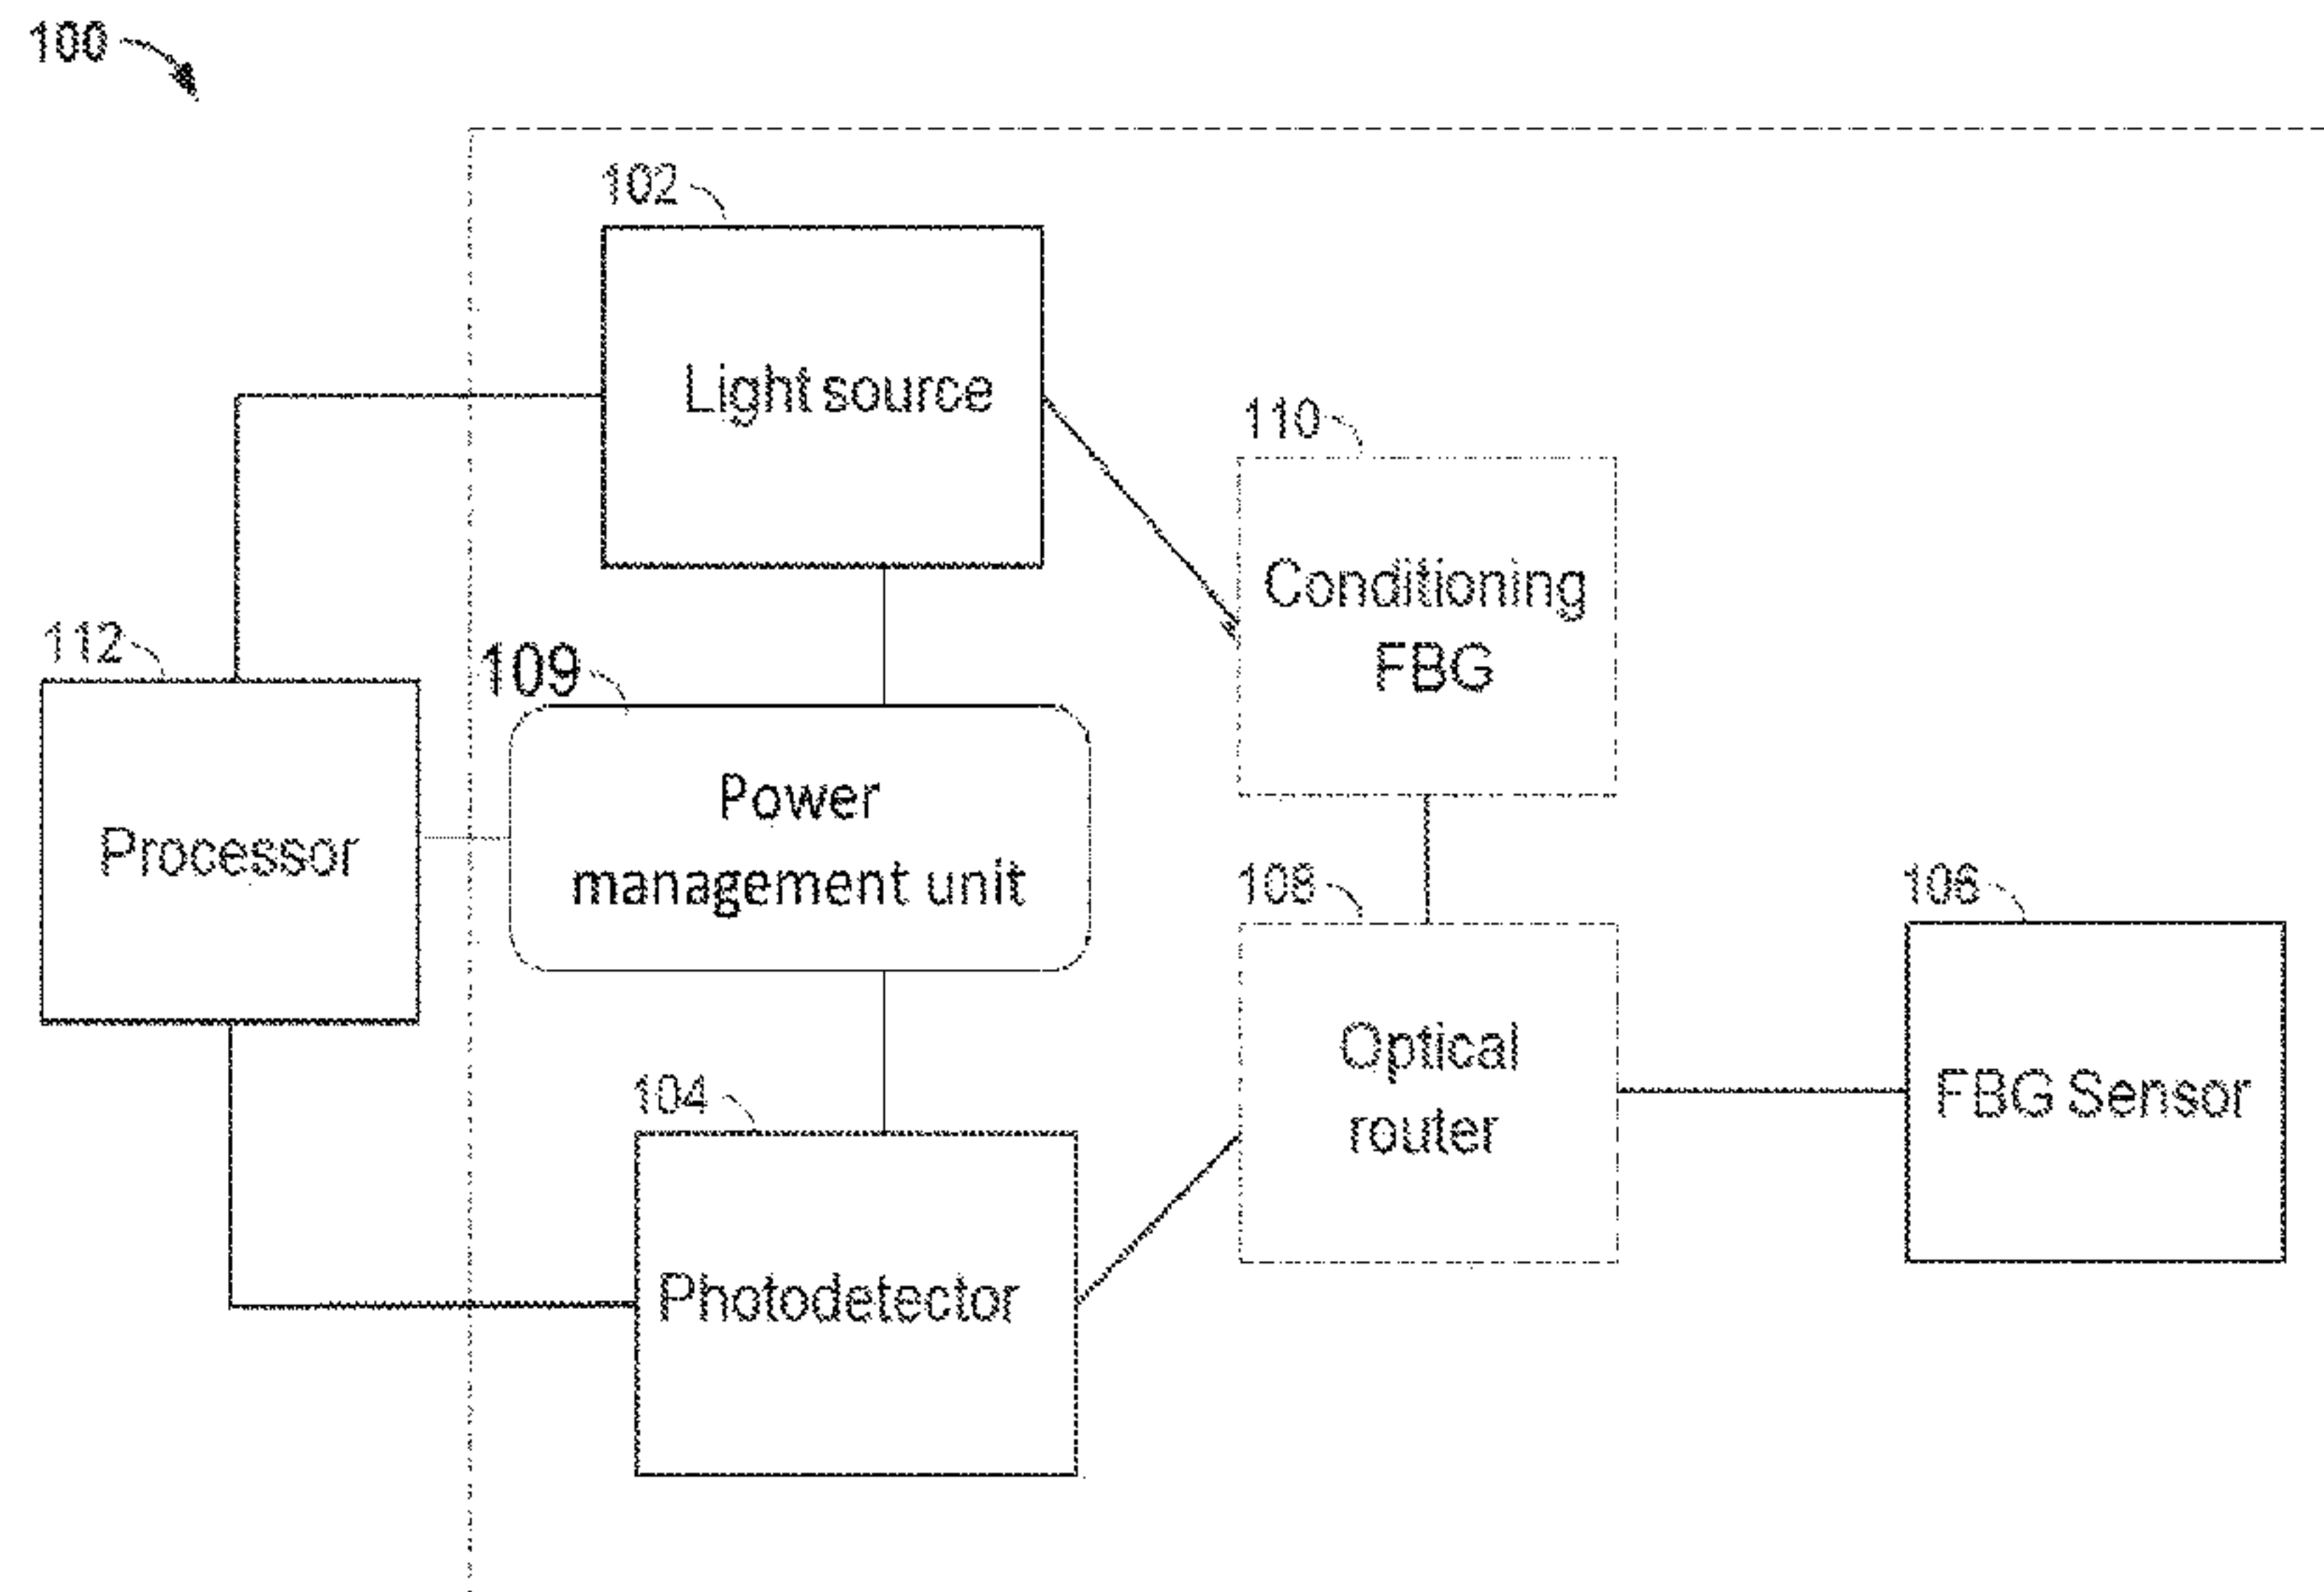 100
102
Light source
110
Conditioning
FBG
112
109
Processor
Power
management unit
108
106
Optical
router
FBG Sensor
104
Photodetector